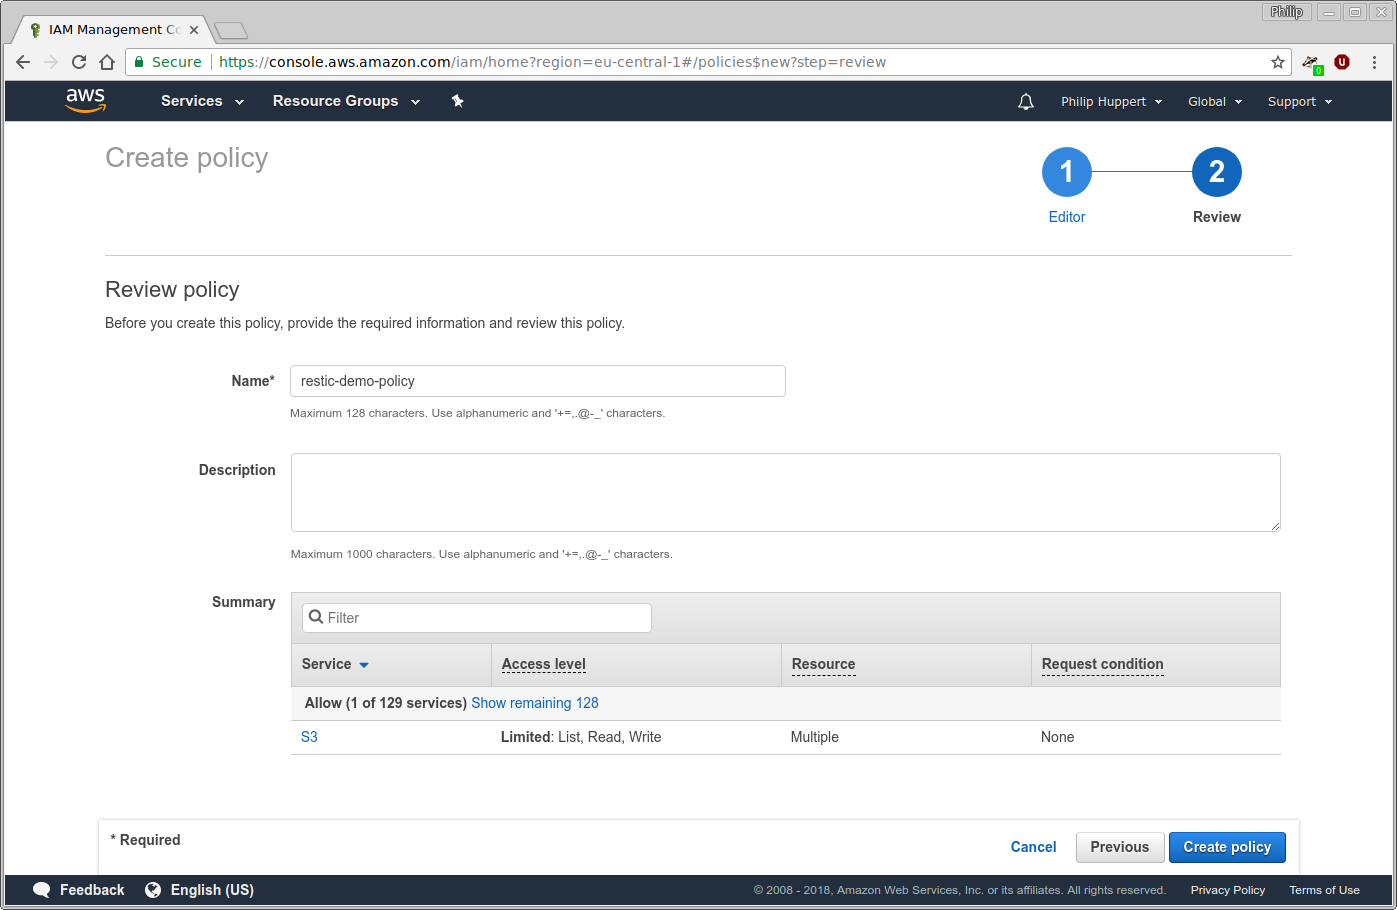 Philip
IAM Management Co
Secure https://console.aws.amazon.com/iam/home?region=eu-central-1#/policies$new?step=review
0
U
aws Services Resource Groups Philip Huppert Global Support
Create policy
1 2
Editor Review
Review policy
Before you create this policy, provide the required information and review this policy.
Name* restic-demo-policy
Maximum 128 characters. Use alphanumeric and '+=,.@-_' characters.
Description
Maximum 1000 characters. Use alphanumeric and '+=,.@-_' characters.
Summary Filter
Service Access level Resource Request condition
Allow (1 of 129 services) Show remaining 128
S3 Limited: List, Read, Write Multiple None
* Required Cancel Previous Create policy
Feedback English (US) © 2008 - 2018, Amazon Web Services, Inc. or its affiliates. All rights reserved. Privacy Policy Terms of Use